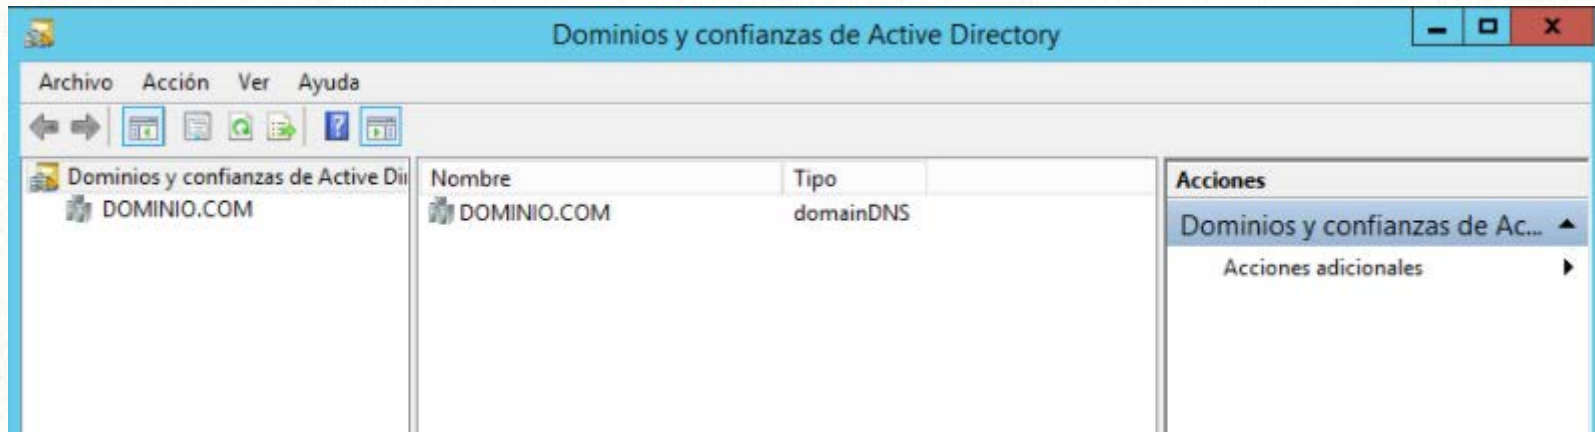 Dominios y confianzas de Active Directory
Archivo Acción Ver Ayuda
Dominios y confianzas de Active Dii
DOMINIO.COM
Nombre Tipo
DOMINIO.COM domainDNS
Acciones
Dominios y confianzas de Ac...
Acciones adicionales